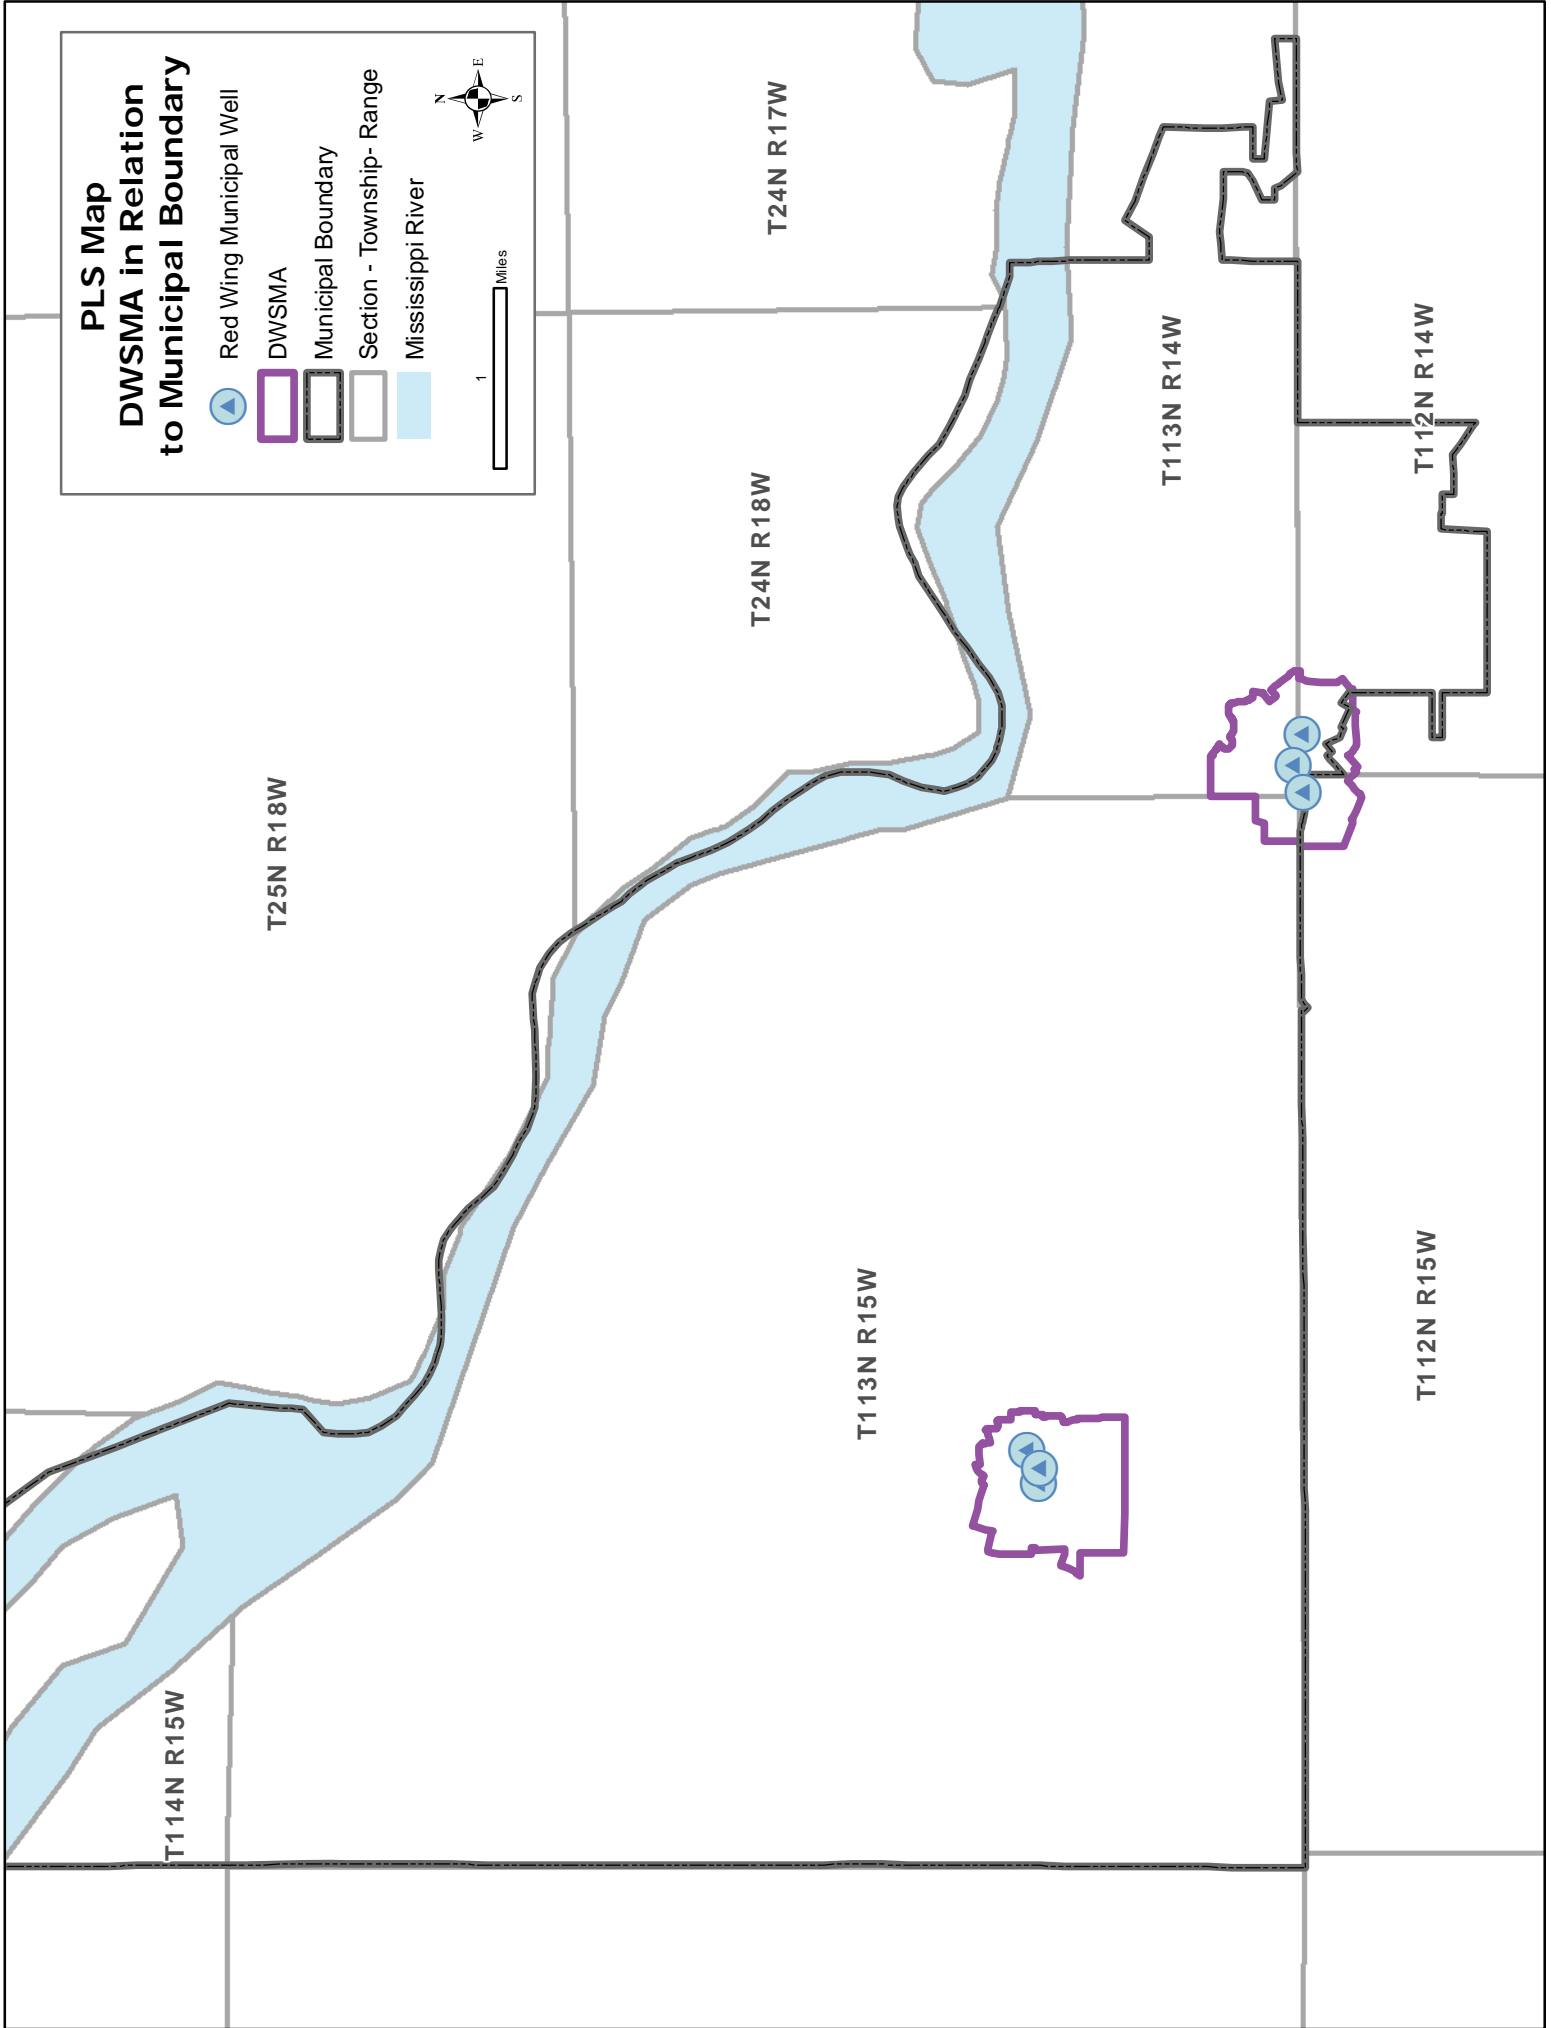 PLS Map
DWSMA in Relation
to Municipal Boundary
Red Wing Municipal Well
DWSMA
Municipal Boundary
Section - Township- Range
Mississippi River
N
W
E
S
1
Miles
T114N R15W
T25N R18W
T24N R18W
T24N R17W
T113N R15W
T113N R14W
T112N R15W
T112N R14W